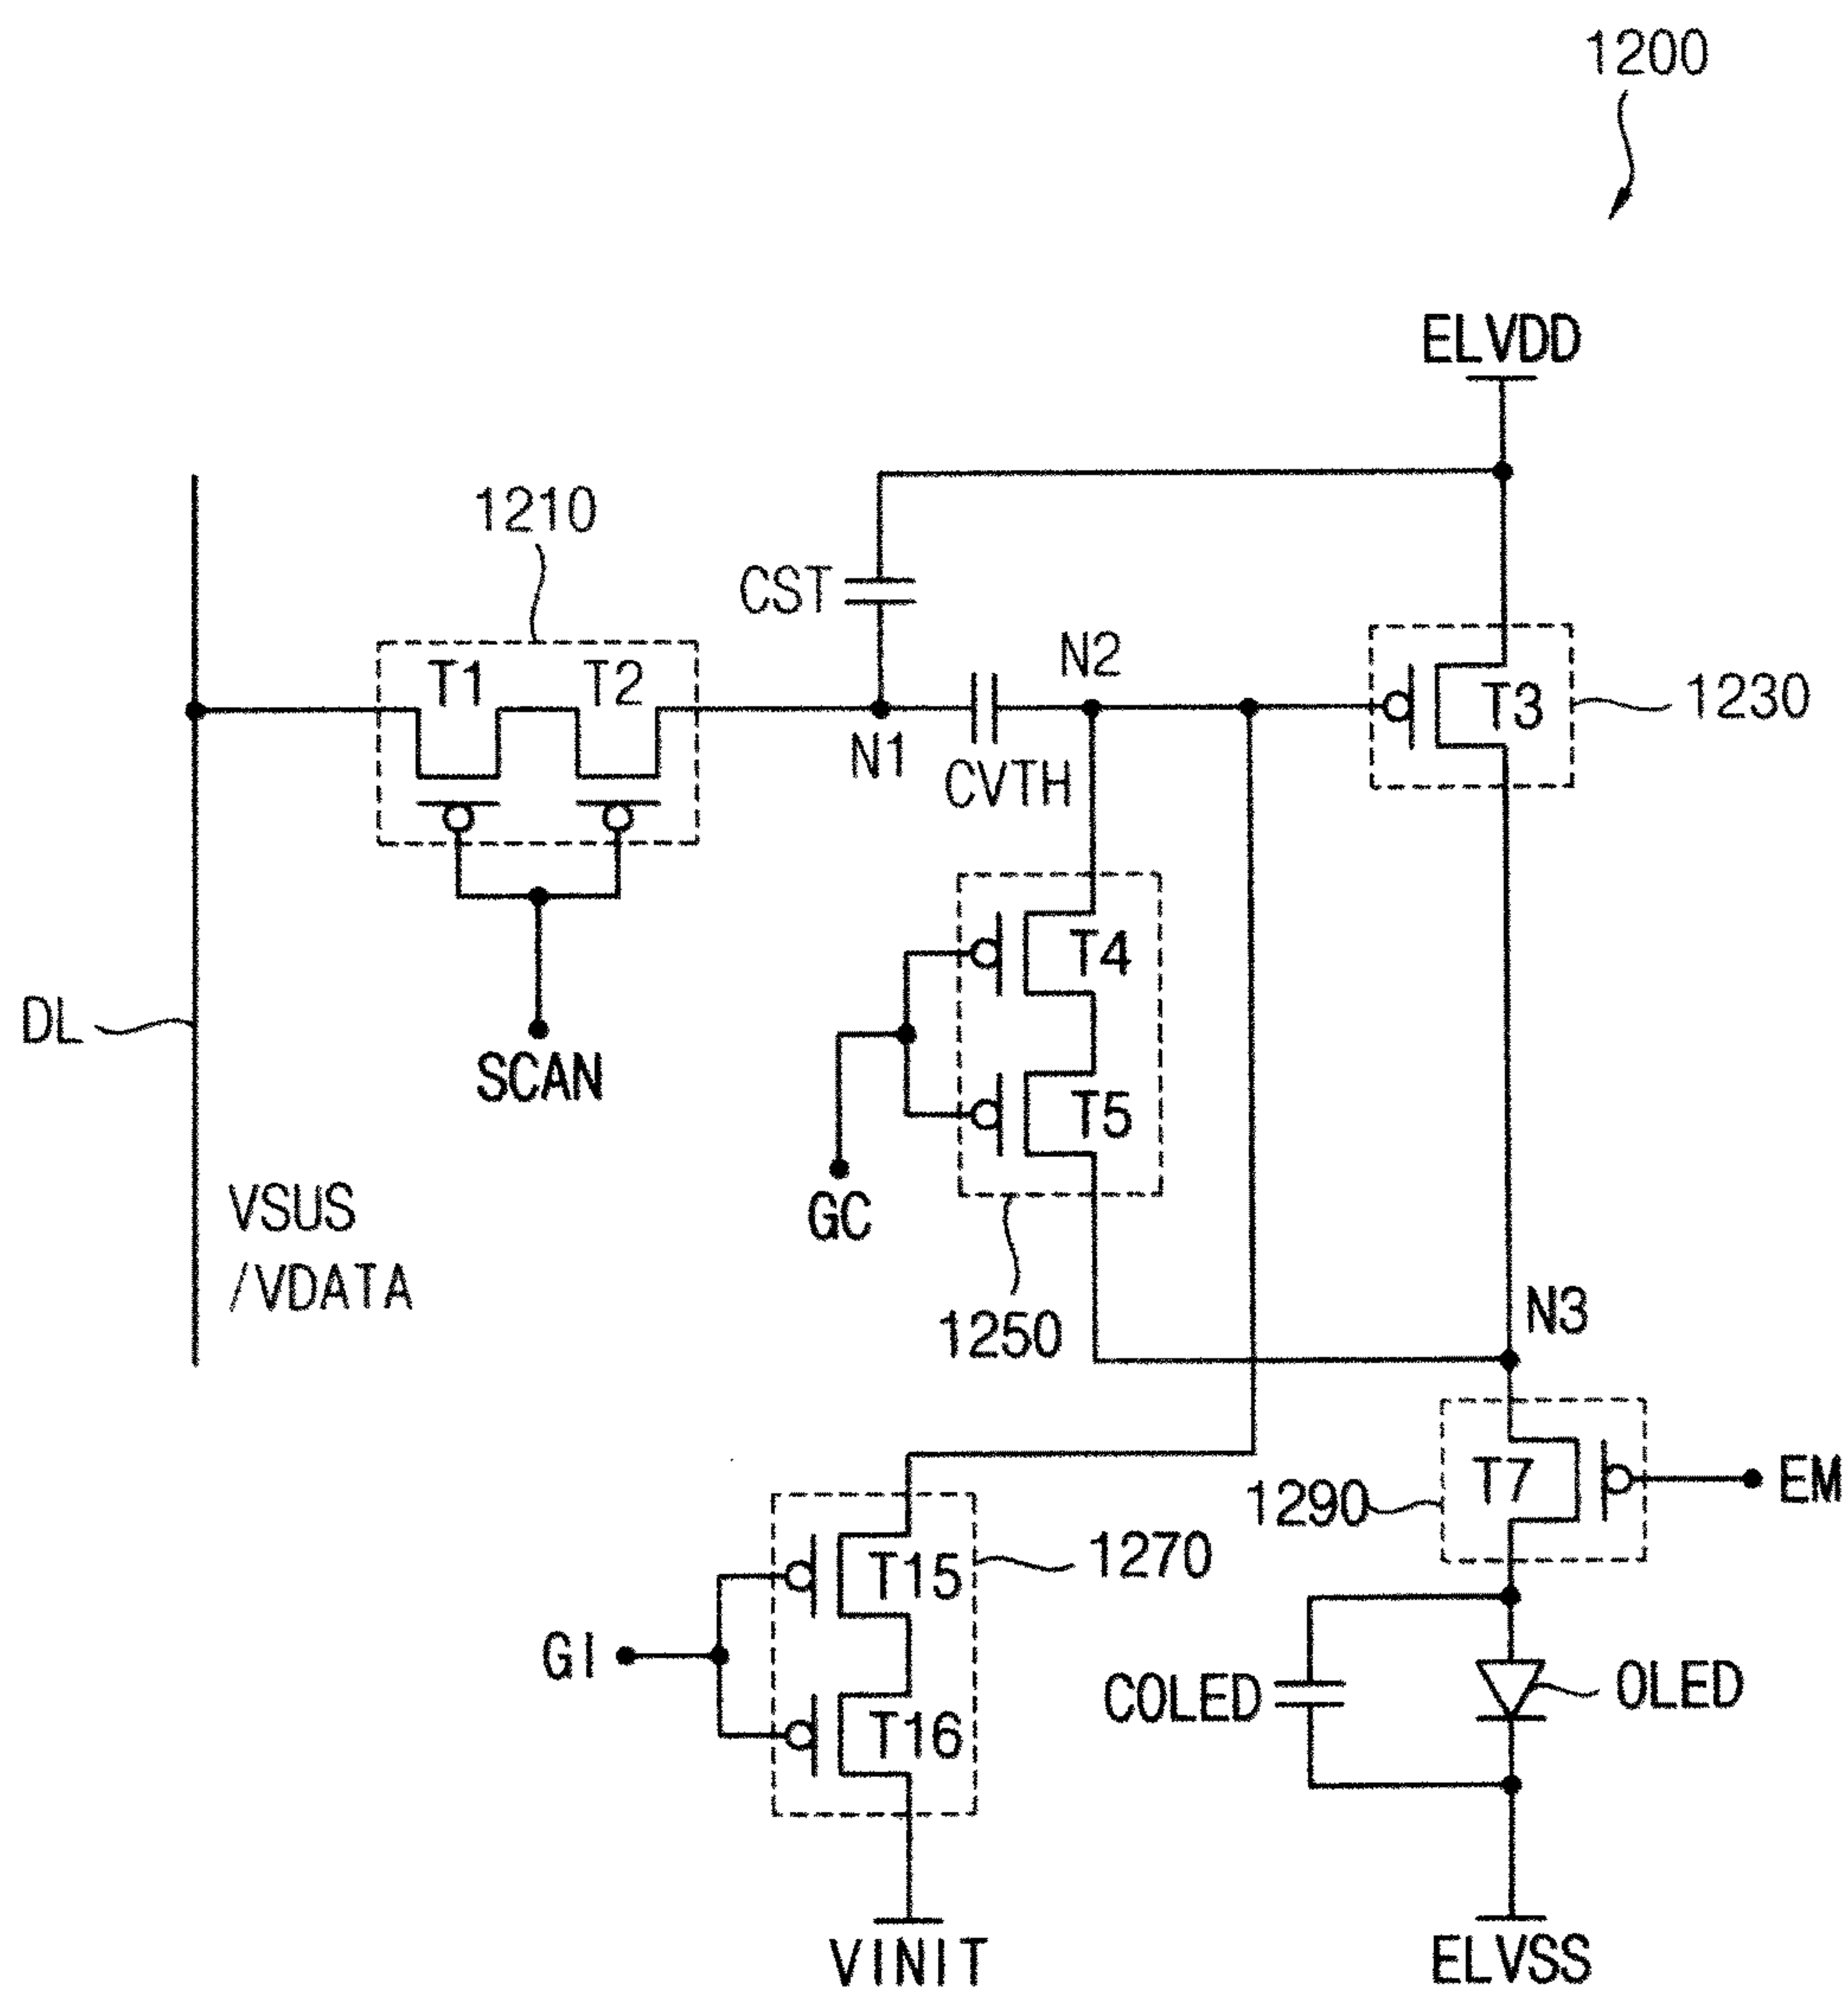 1200
ELVDD
1210
CST
N2
T1
T2
T3
1230
N1
CVTH
T4
DL
SCAN
T5
GC
VSUS
/VDATA
1250
N3
T7
EM
1290
1270
T15
GI
COLED
OLED
T16
VINIT
ELVSS